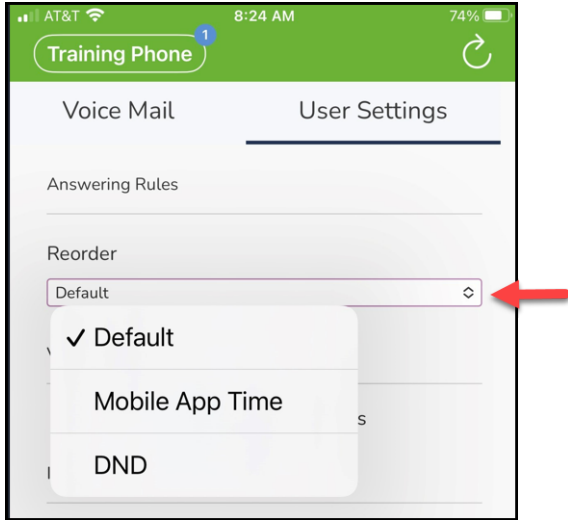 AT&T 8:24 AM 74%
Training Phone 1
Voice Mail User Settings
Answering Rules
Reorder
Default
✓ Default
Mobile App Time
s
DND